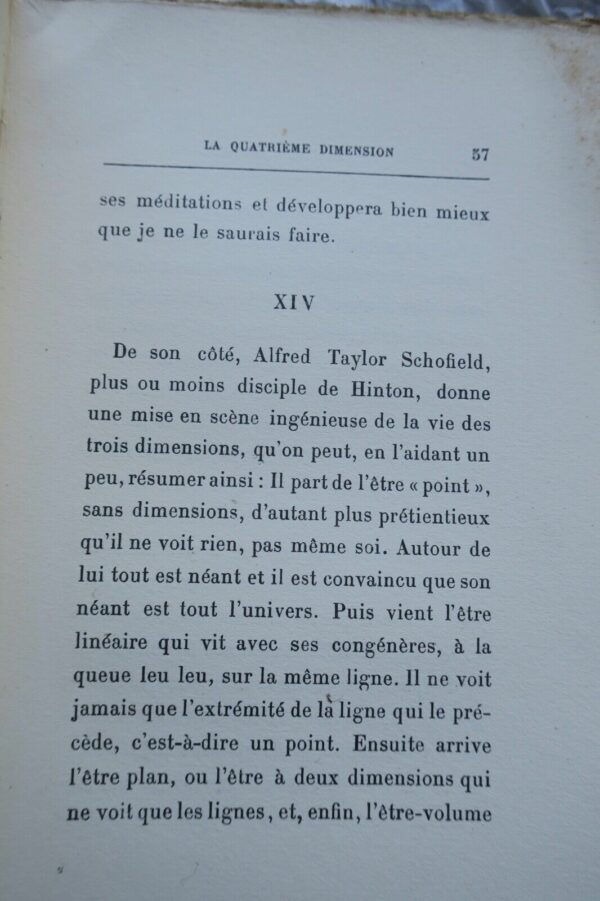 LA QUATRIÈME DIMENSION 57
ses méditations et développera bien mieux
que je ne le saurais faire.
XIV
De son côté, Alfred Taylor Schofield,
plus ou moins disciple de Hinton, donne
une mise en scène ingénieuse de la vie des
trois dimensions, qu'on peut, en l'aidant un
peu, résumer ainsi : Il part de l'être « point »,
sans dimensions, d'autant plus prétientieux
qu'il ne voit rien, pas même soi. Autour de
lui tout est néant et il est convaincu que son
néant est tout l'univers. Puis vient l'être
linéaire qui vit avec ses congénères, à la
queue leu leu, sur la même ligne. Il ne voit
jamais que l'extrémité de la ligne qui le pré-
cède, c'est-à-dire un point. Ensuite arrive
l'être plan, ou l'être à deux dimensions qui
ne voit que les lignes, et, enfin, l'être-volume